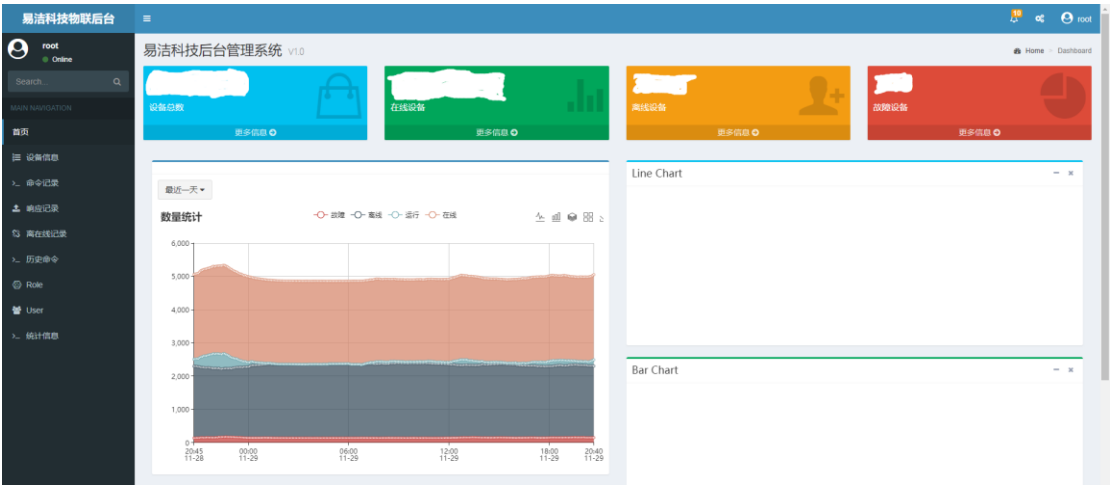 易洁科技物联后台
10
root
root
Online
Search...
MAIN NAVIGATION
首页
设备信息
命令记录
响应记录
离在线记录
历史命令
Role
User
统计信息
易洁科技后台管理系统 V1.0
Home > Dashboard
设备总数
更多信息
在线设备
更多信息
离线设备
更多信息
故障设备
更多信息
最近一天
数量统计
故障 离线 运行 在线
6,000
5,000
4,000
3,000
2,000
1,000
0
20:45 00:00 06:00 12:00 18:00 20:40
11-28 11-29 11-29 11-29 11-29 11-29
Line Chart
Bar Chart